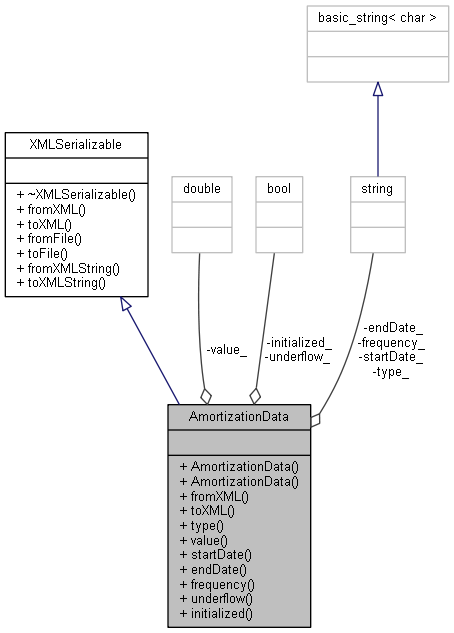 basic_string< char >
XMLSerializable
+ ~XMLSerializable()
+ fromXML()
+ toXML()
+ fromFile()
+ toFile()
+ fromXMLString()
+ toXMLString()
double
bool
string
-value_
-initialized_
-underflow_
-endDate_
-frequency_
-startDate_
-type_
AmortizationData
+ AmortizationData()
+ AmortizationData()
+ fromXML()
+ toXML()
+ type()
+ value()
+ startDate()
+ endDate()
+ frequency()
+ underflow()
+ initialized()